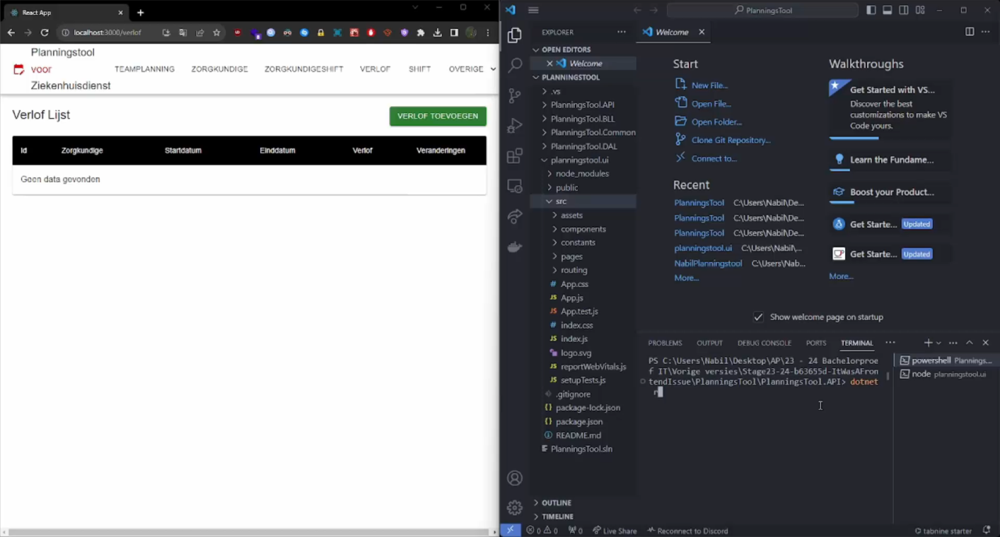 React App
localhost:3000/verlof
Planningstool
voor
Ziekenhuisdienst
TEAMPLANNING
ZORGKUNDIGE
ZORGKUNDIGESHIFT
VERLOF
SHIFT
OVERIGE
Verlof Lijst
VERLOF TOEVOEGEN
Id Zorgkundige Startdatum Einddatum Verlof Veranderingen
Geen data gevonden
PlanningsTool
EXPLORER
OPEN EDITORS
Welcome
PLANNINGSTOOL
.vs
PlanningsTool.API
PlanningsTool.BLL
PlanningsTool.Common
PlanningsTool.DAL
planningstool.ui
node_modules
public
src
assets
components
constants
pages
routing
# App.css
JS App.js
JS App.test.js
# index.css
JS index.js
logo.svg
JS reportWebVitals.js
JS setupTests.js
.gitignore
{} package-lock.json
{} package.json
README.md
PlanningsTool.sln
OUTLINE
TIMELINE
Welcome
Start
New File...
Open File...
Open Folder...
Clone Git Repository...
Connect to...
Recent
PlanningsTool C:\Users\Nabil\De...
PlanningsTool C:\Users\Nabil\De...
PlanningsTool C:\Users\Nabil\De...
planningstool.ui C:\Users\Nabil\...
NabilPlanningstool C:\Users\Nab...
More...
Walkthroughs
Get Started with VS...
Discover the best
customizations to make VS
Code yours.
Learn the Fundame...
Boost your Product...
Get Starte... Updated
Get Starte... Updated
More...
Show welcome page on startup
PROBLEMS OUTPUT DEBUG CONSOLE PORTS TERMINAL
PS C:\Users\Nabil\Desktop\AP\23 - 24 Bachelorproe
f IT\Vorige versies\Stage23-24-b63655d-ItWasAFron
tendIssue\PlanningsTool\PlanningsTool.API> dotnet
r
powershell Plannings...
node planningstool.ui
0 0 0 Live Share Reconnect to Discord
tabnine starter